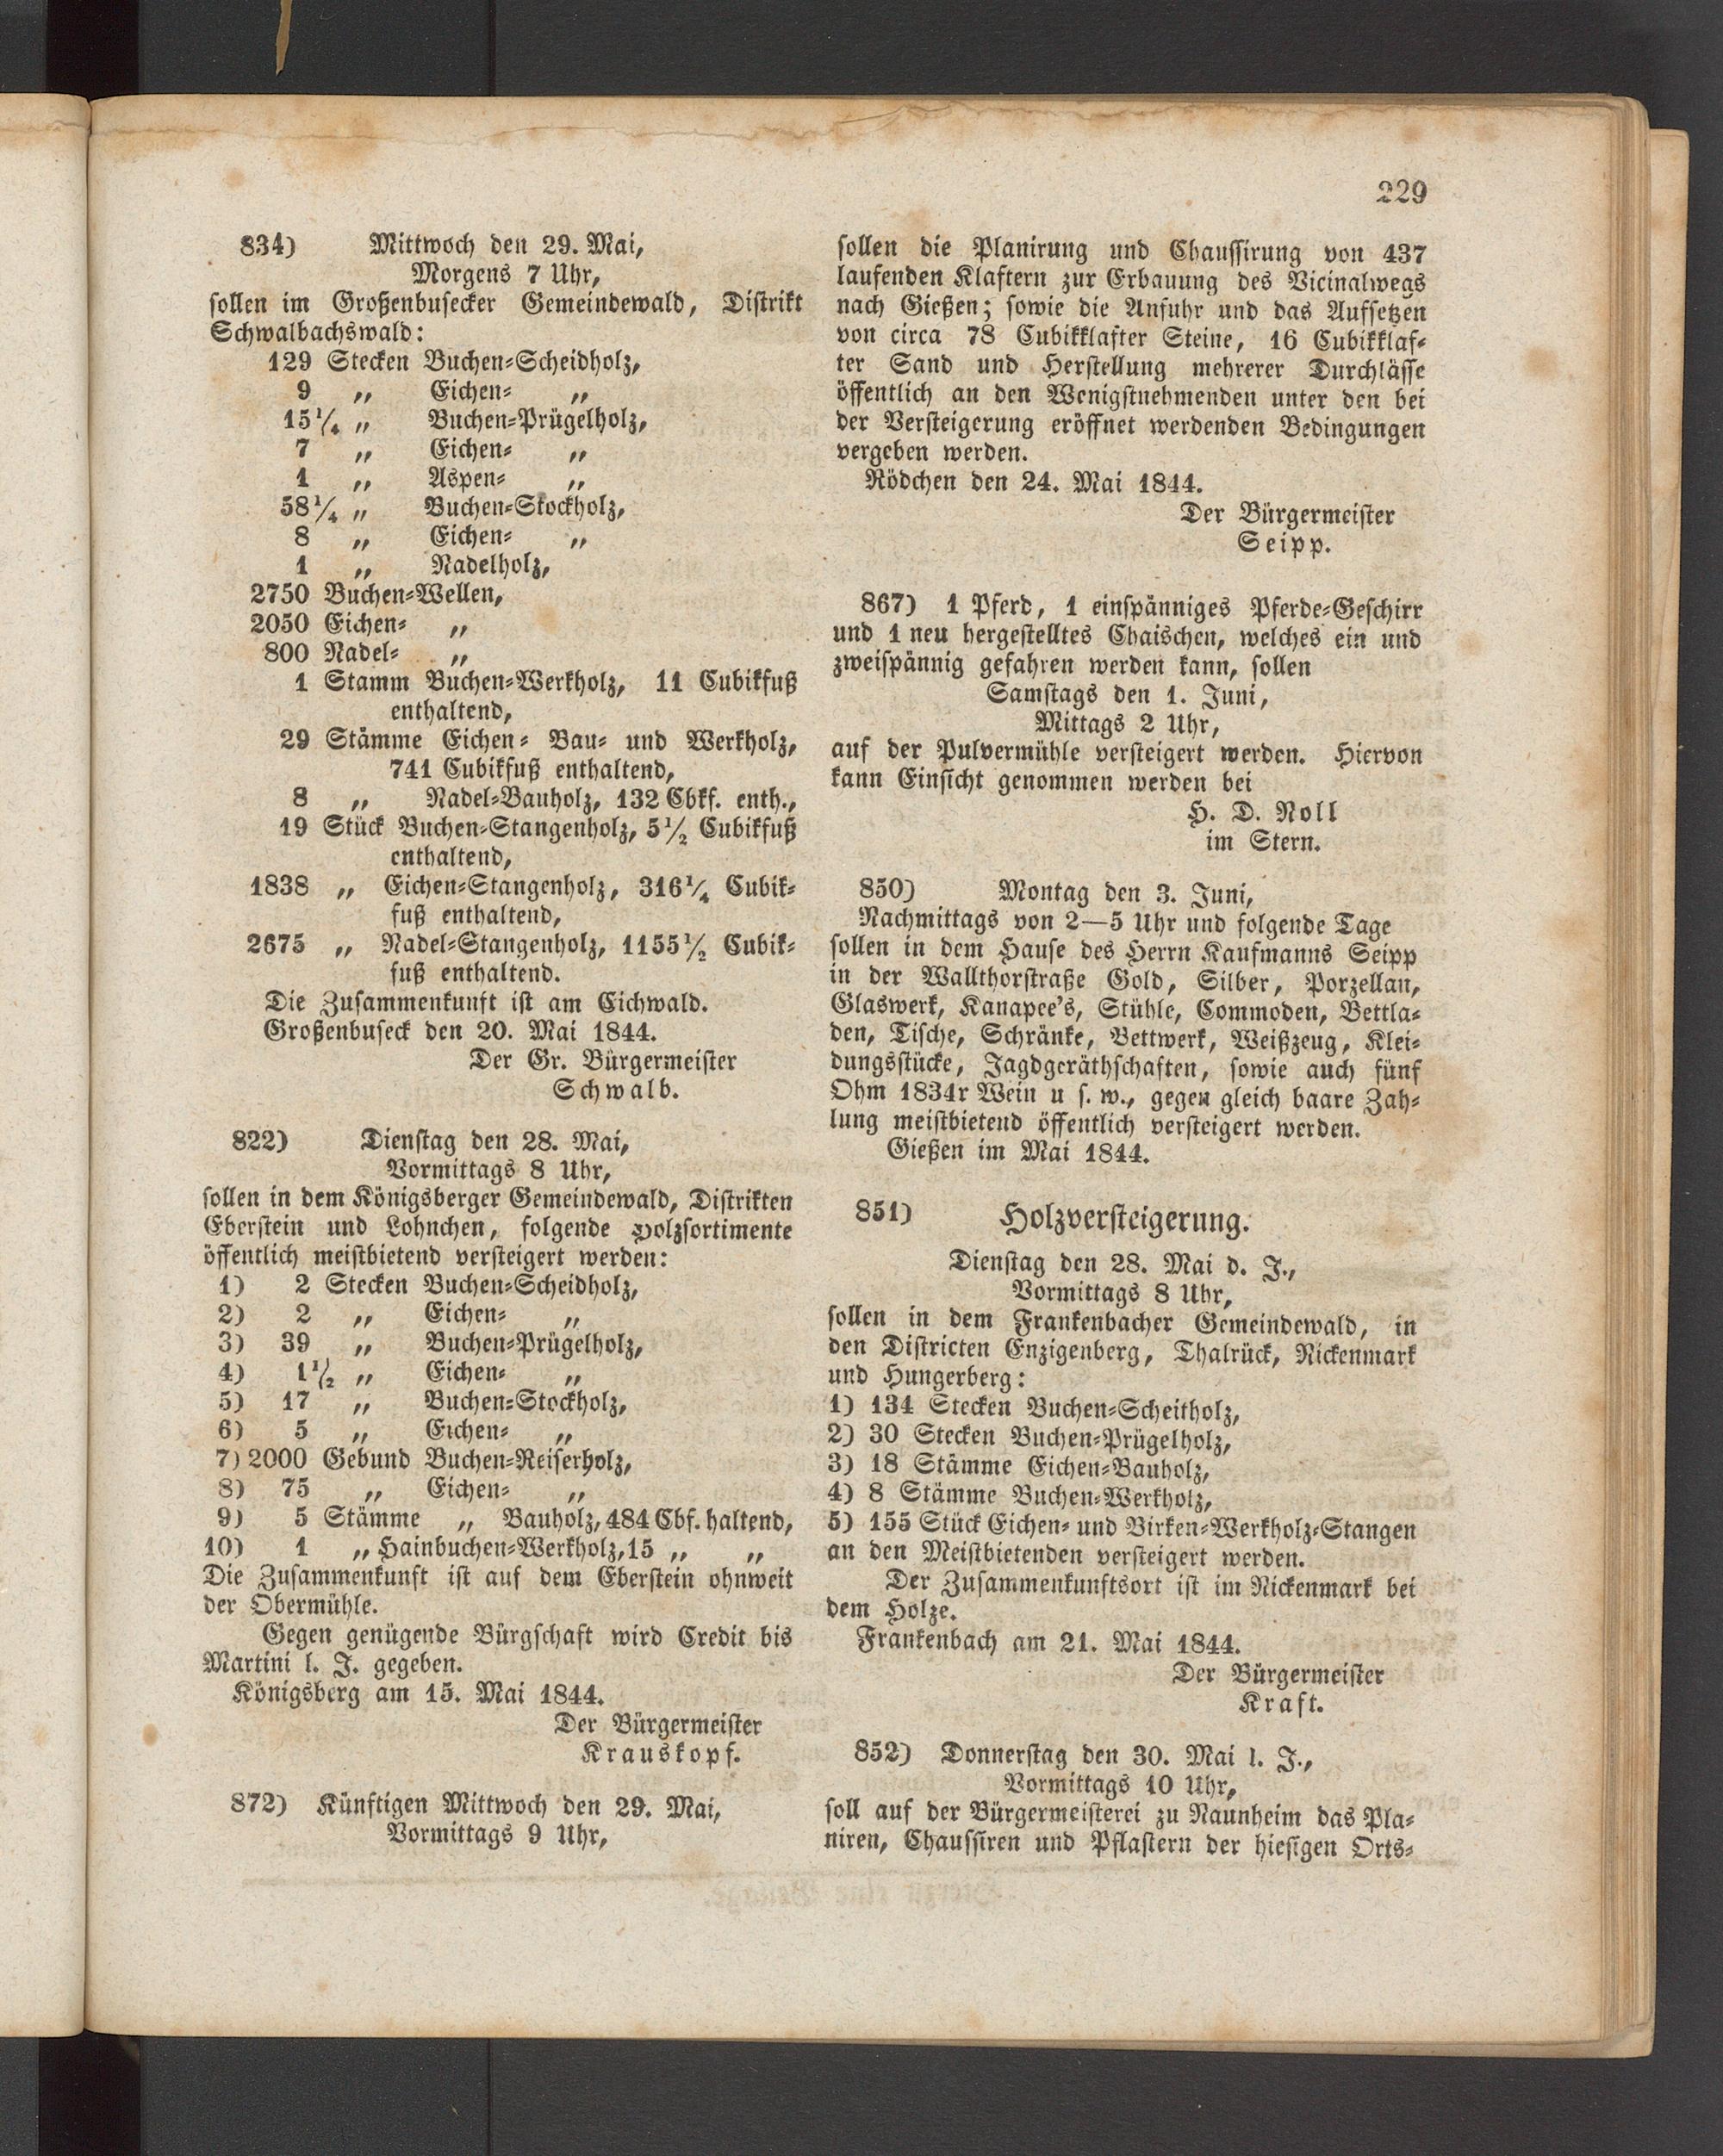 229
834) Mittwoch den 29. Mai,
Morgens 7 Uhr,
sollen im Großenbusecker Gemeindewald, Distrikt
Schwalbachswald:
129 Stecken Buchen-Scheidholz,
9 „ Eichen- „
15 1/4 „ Buchen-Prügelholz,
7 „ Eichen- „
1 „ Aspen- „
58 1/4 „ Buchen-Stockholz,
8 „ Eichen- „
1 „ Nadelholz,
2750 Buchen-Wellen,
2050 Eichen- „
800 Nadel- „
1 Stamm Buchen-Werkholz, 11 Cubikfuß
enthaltend,
29 Stämme Eichen- Bau- und Werkholz,
741 Cubikfuß enthaltend,
8 „ Nadel-Bauholz, 132 Cbkf. enth.,
19 Stück Buchen-Stangenholz, 5 1/2 Cubikfuß
enthaltend,
1838 „ Eichen-Stangenholz, 316 1/4 Cubik-
fuß enthaltend,
2675 „ Nadel-Stangenholz, 1155 1/2 Cubik-
fuß enthaltend.
Die Zusammenkunft ist am Eichwald.
Großenbuseck den 20. Mai 1844.
Der Gr. Bürgermeister
Schwalb.
822) Dienstag den 28. Mai,
Vormittags 8 Uhr,
sollen in dem Königsberger Gemeindewald, Distrikten
Eberstein und Lohnchen, folgende Holzsortimente
öffentlich meistbietend versteigert werden:
1) 2 Stecken Buchen-Scheidholz,
2) 2 „ Eichen- „
3) 39 „ Buchen-Prügelholz,
4) 1 1/2 „ Eichen- „
5) 17 „ Buchen-Stockholz,
6) 5 „ Eichen- „
7) 2000 Gebund Buchen-Reiserholz,
8) 75 „ Eichen- „
9) 5 Stämme „ Bauholz, 484 Cbf. haltend,
10) 1 „ Hainbuchen-Werkholz, 15 „ „
Die Zusammenkunft ist auf dem Eberstein ohnweit
der Obermühle.
Gegen genügende Bürgschaft wird Credit bis
Martini l. J. gegeben.
Königsberg am 15. Mai 1844.
Der Bürgermeister
Krauskopf.
872) Künftigen Mittwoch den 29. Mai,
Vormittags 9 Uhr,
sollen die Planirung und Chaussirung von 437
laufenden Klaftern zur Erbauung des Vicinalwegs
nach Gießen; sowie die Anfuhr und das Aufsetzen
von circa 78 Cubikklafter Steine, 16 Cubikklaf-
ter Sand und Herstellung mehrerer Durchlässe
öffentlich an den Wenigstnehmenden unter den bei
der Versteigerung eröffnet werdenden Bedingungen
vergeben werden.
Rödchen den 24. Mai 1844.
Der Bürgermeister
Seipp.
867) 1 Pferd, 1 einspänniges Pferde-Geschirr
und 1 neu hergestelltes Chaischen, welches ein und
zweispännig gefahren werden kann, sollen
Samstags den 1. Juni,
Mittags 2 Uhr,
auf der Pulvermühle versteigert werden. Hiervon
kann Einsicht genommen werden bei
H. D. Noll
im Stern.
850) Montag den 3. Juni,
Nachmittags von 2—5 Uhr und folgende Tage
sollen in dem Hause des Herrn Kaufmanns Seipp
in der Wallthorstraße Gold, Silber, Porzellan,
Glaswerk, Kanapee's, Stühle, Commoden, Bettla-
den, Tische, Schränke, Bettwerk, Weißzeug, Klei-
dungsstücke, Jagdgeräthschaften, sowie auch fünf
Ohm 1834r Wein u s. w., gegen gleich baare Zah-
lung meistbietend öffentlich versteigert werden.
Gießen im Mai 1844.
851) Holzversteigerung.
Dienstag den 28. Mai d. J.,
Vormittags 8 Uhr,
sollen in dem Frankenbacher Gemeindewald, in
den Districten Enzigenberg, Thalrück, Nickenmark
und Hungerberg:
1) 134 Stecken Buchen-Scheitholz,
2) 30 Stecken Buchen-Prügelholz,
3) 18 Stämme Eichen-Bauholz,
4) 8 Stämme Buchen-Werkholz,
5) 155 Stück Eichen- und Birken-Werkholz-Stangen
an den Meistbietenden versteigert werden.
Der Zusammenkunftsort ist im Nickenmark bei
dem Holze.
Frankenbach am 21. Mai 1844.
Der Bürgermeister
Kraft.
852) Donnerstag den 30. Mai l. J.,
Vormittags 10 Uhr,
soll auf der Bürgermeisterei zu Naunheim das Pla-
niren, Chaussiren und Pflastern der hiesigen Orts-